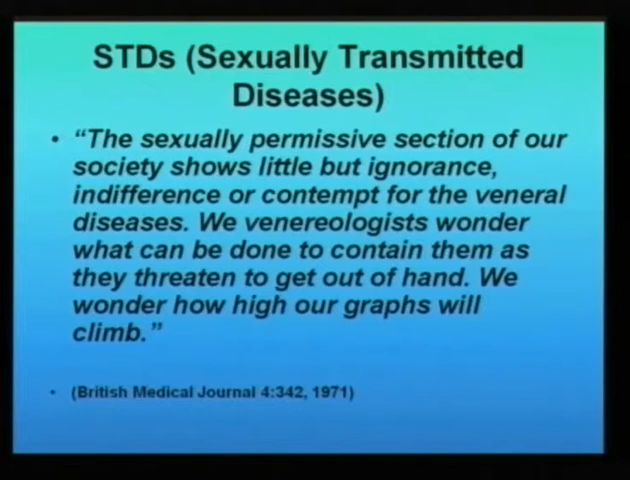 STDs (Sexually Transmitted
Diseases)
• “The sexually permissive section of our
society shows little but ignorance,
indifference or contempt for the veneral
diseases. We venereologists wonder
what can be done to contain them as
they threaten to get out of hand. We
wonder how high our graphs will
climb.”
• (British Medical Journal 4:342, 1971)